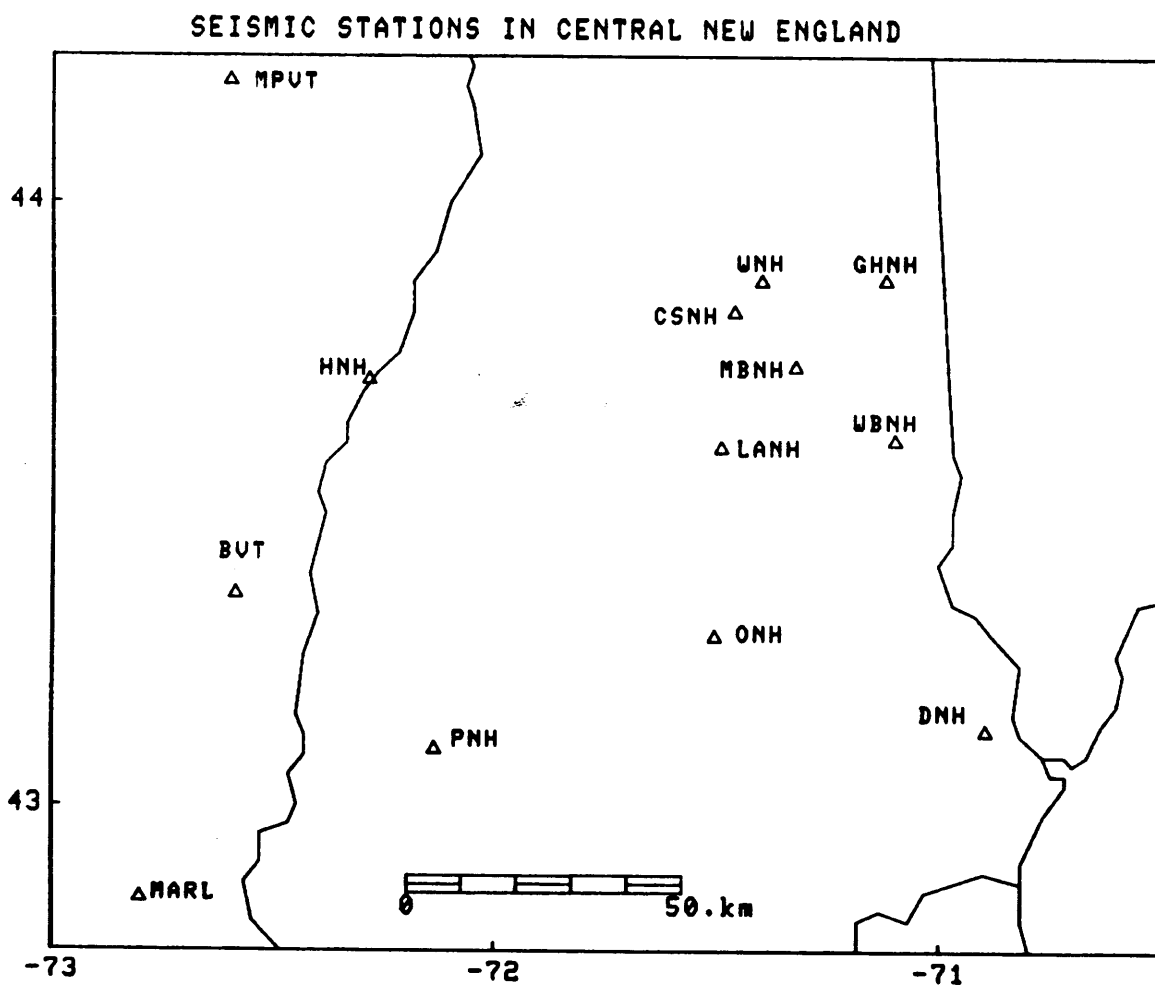 SEISMIC STATIONS IN CENTRAL NEW ENGLAND
MPVT
44
WNH
GHNH
CSNH
HNH
MBNH
WBNH
LANH
BVT
ONH
DNH
PNH
43
MARL
0 50.km
-73 -72 -71